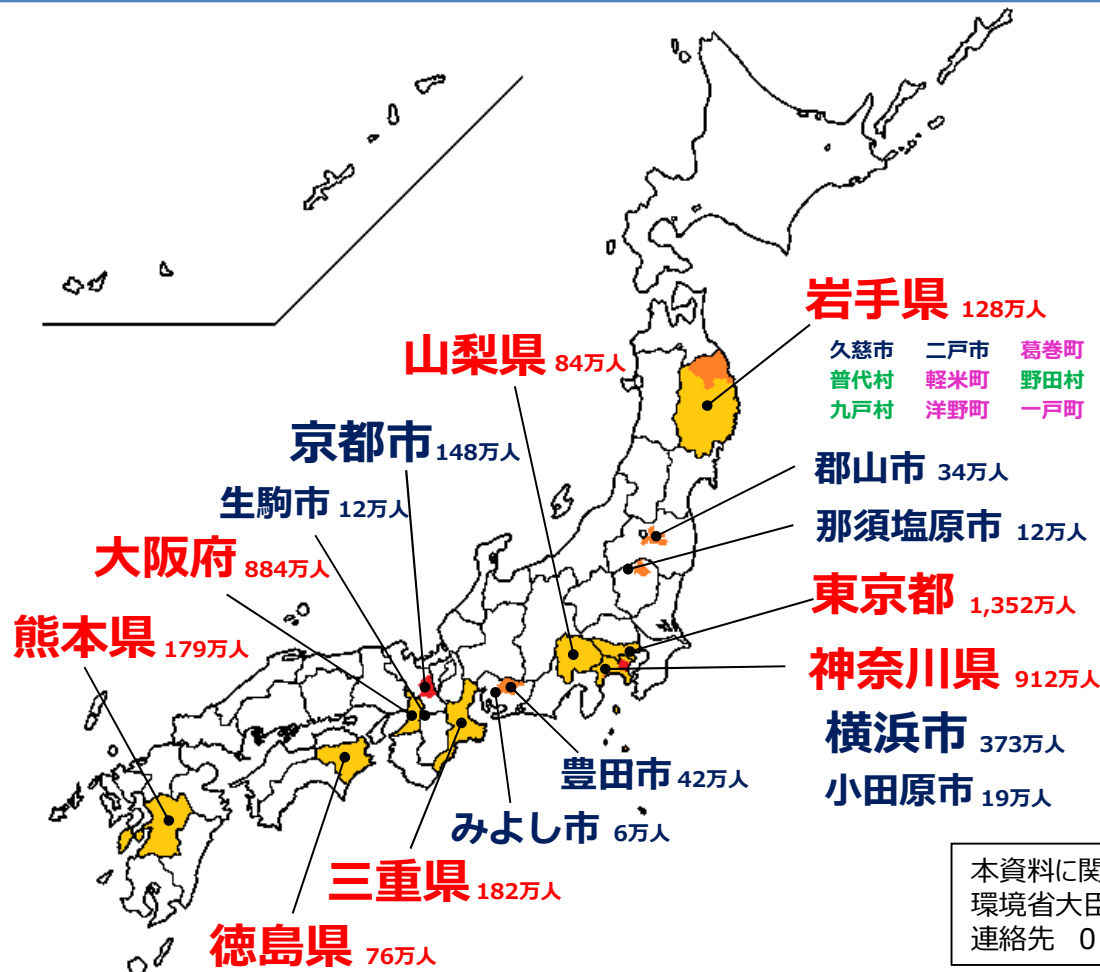 岩手県 128万人
久慈市 二戸市 葛巻町
普代村 軽米町 野田村
九戸村 洋野町 一戸町
山梨県 84万人
京都市 148万人
生駒市 12万人
郡山市 34万人
那須塩原市 12万人
大阪府 884万人
東京都 1,352万人
熊本県 179万人
神奈川県 912万人
横浜市 373万人
小田原市 19万人
豊田市 42万人
みよし市 6万人
三重県 182万人
徳島県 76万人
本資料に関
環境省大臣
連絡先 0